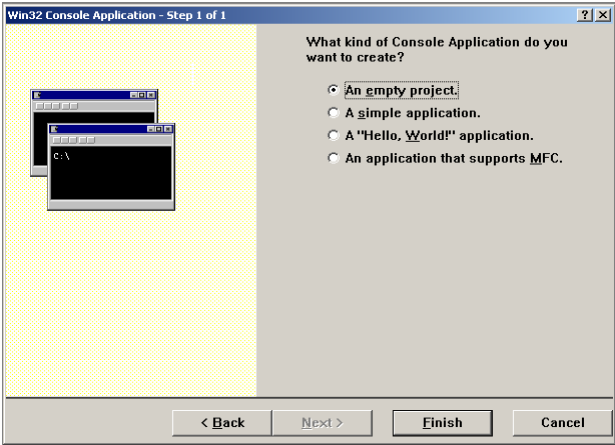 Win32 Console Application - Step 1 of 1
What kind of Console Application do you
want to create?
An empty project.
A simple application.
A "Hello, World!" application.
An application that supports MFC.
C:\
< Back
Next >
Finish
Cancel